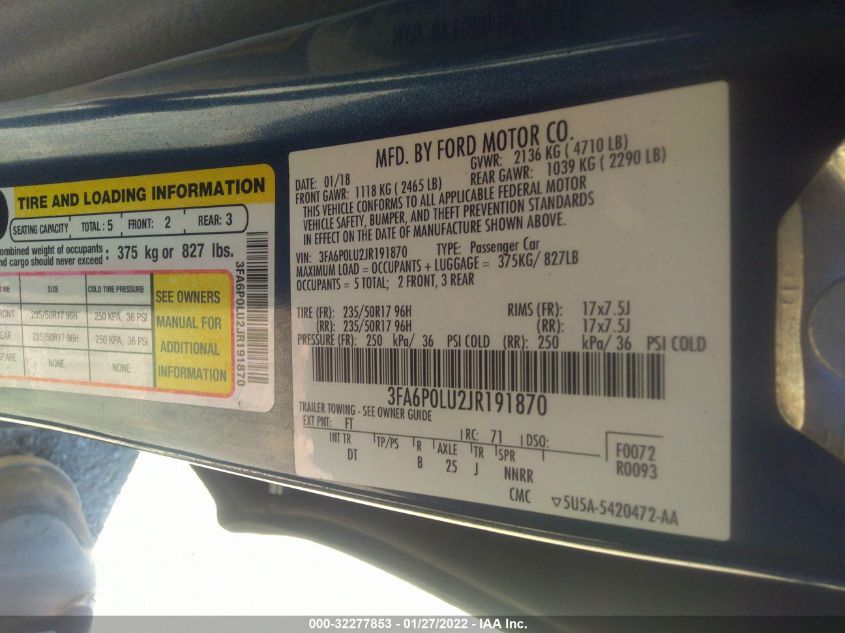 TIRE AND LOADING INFORMATION
SEATING CAPACITY TOTAL : 5 FRONT: 2 REAR: 3
combined weight of occupants : 375 kg or 827 lbs.
and cargo should never exceed :
SIZE COLD TIRE PRESSURE
235/50R17 96H 250 KPA, 36 PSI
235/50R17 96H 250 KPA, 36 PSI
NONE NONE
SEE OWNERS
MANUAL FOR
ADDITIONAL
INFORMATION
3FA6P0LU2JR191870
MFD. BY FORD MOTOR CO.
DATE: 01/18 GVWR: 2136 KG ( 4710 LB)
FRONT GAWR: 1118 KG ( 2465 LB) REAR GAWR: 1039 KG ( 2290 LB)
THIS VEHICLE CONFORMS TO ALL APPLICABLE FEDERAL MOTOR
VEHICLE SAFETY, BUMPER, AND THEFT PREVENTION STANDARDS
IN EFFECT ON THE DATE OF MANUFACTURE SHOWN ABOVE.
VIN: 3FA6P0LU2JR191870 TYPE: Passenger Car
MAXIMUM LOAD = OCCUPANTS + LUGGAGE = 375KG/ 827LB
OCCUPANTS = 5 TOTAL; 2 FRONT, 3 REAR
TIRE (FR): 235/50R17 96H RIMS (FR): 17x7.5J
(RR): 235/50R17 96H (RR): 17x7.5J
PRESSURE (FR): 250 kPa/ 36 PSI COLD (RR): 250 kPa/ 36 PSI COLD
3FA6P0LU2JR191870
TRAILER TOWING - SEE OWNER GUIDE
EXT PNT: FT RC: 71 DSO: F0072
INT TR TP/PS R AXLE TR SPR R0093
DT B 25 J NNRR
CMC ▽5U5A-5420472-AA
000-32277853 - 01/27/2022 - IAA Inc.